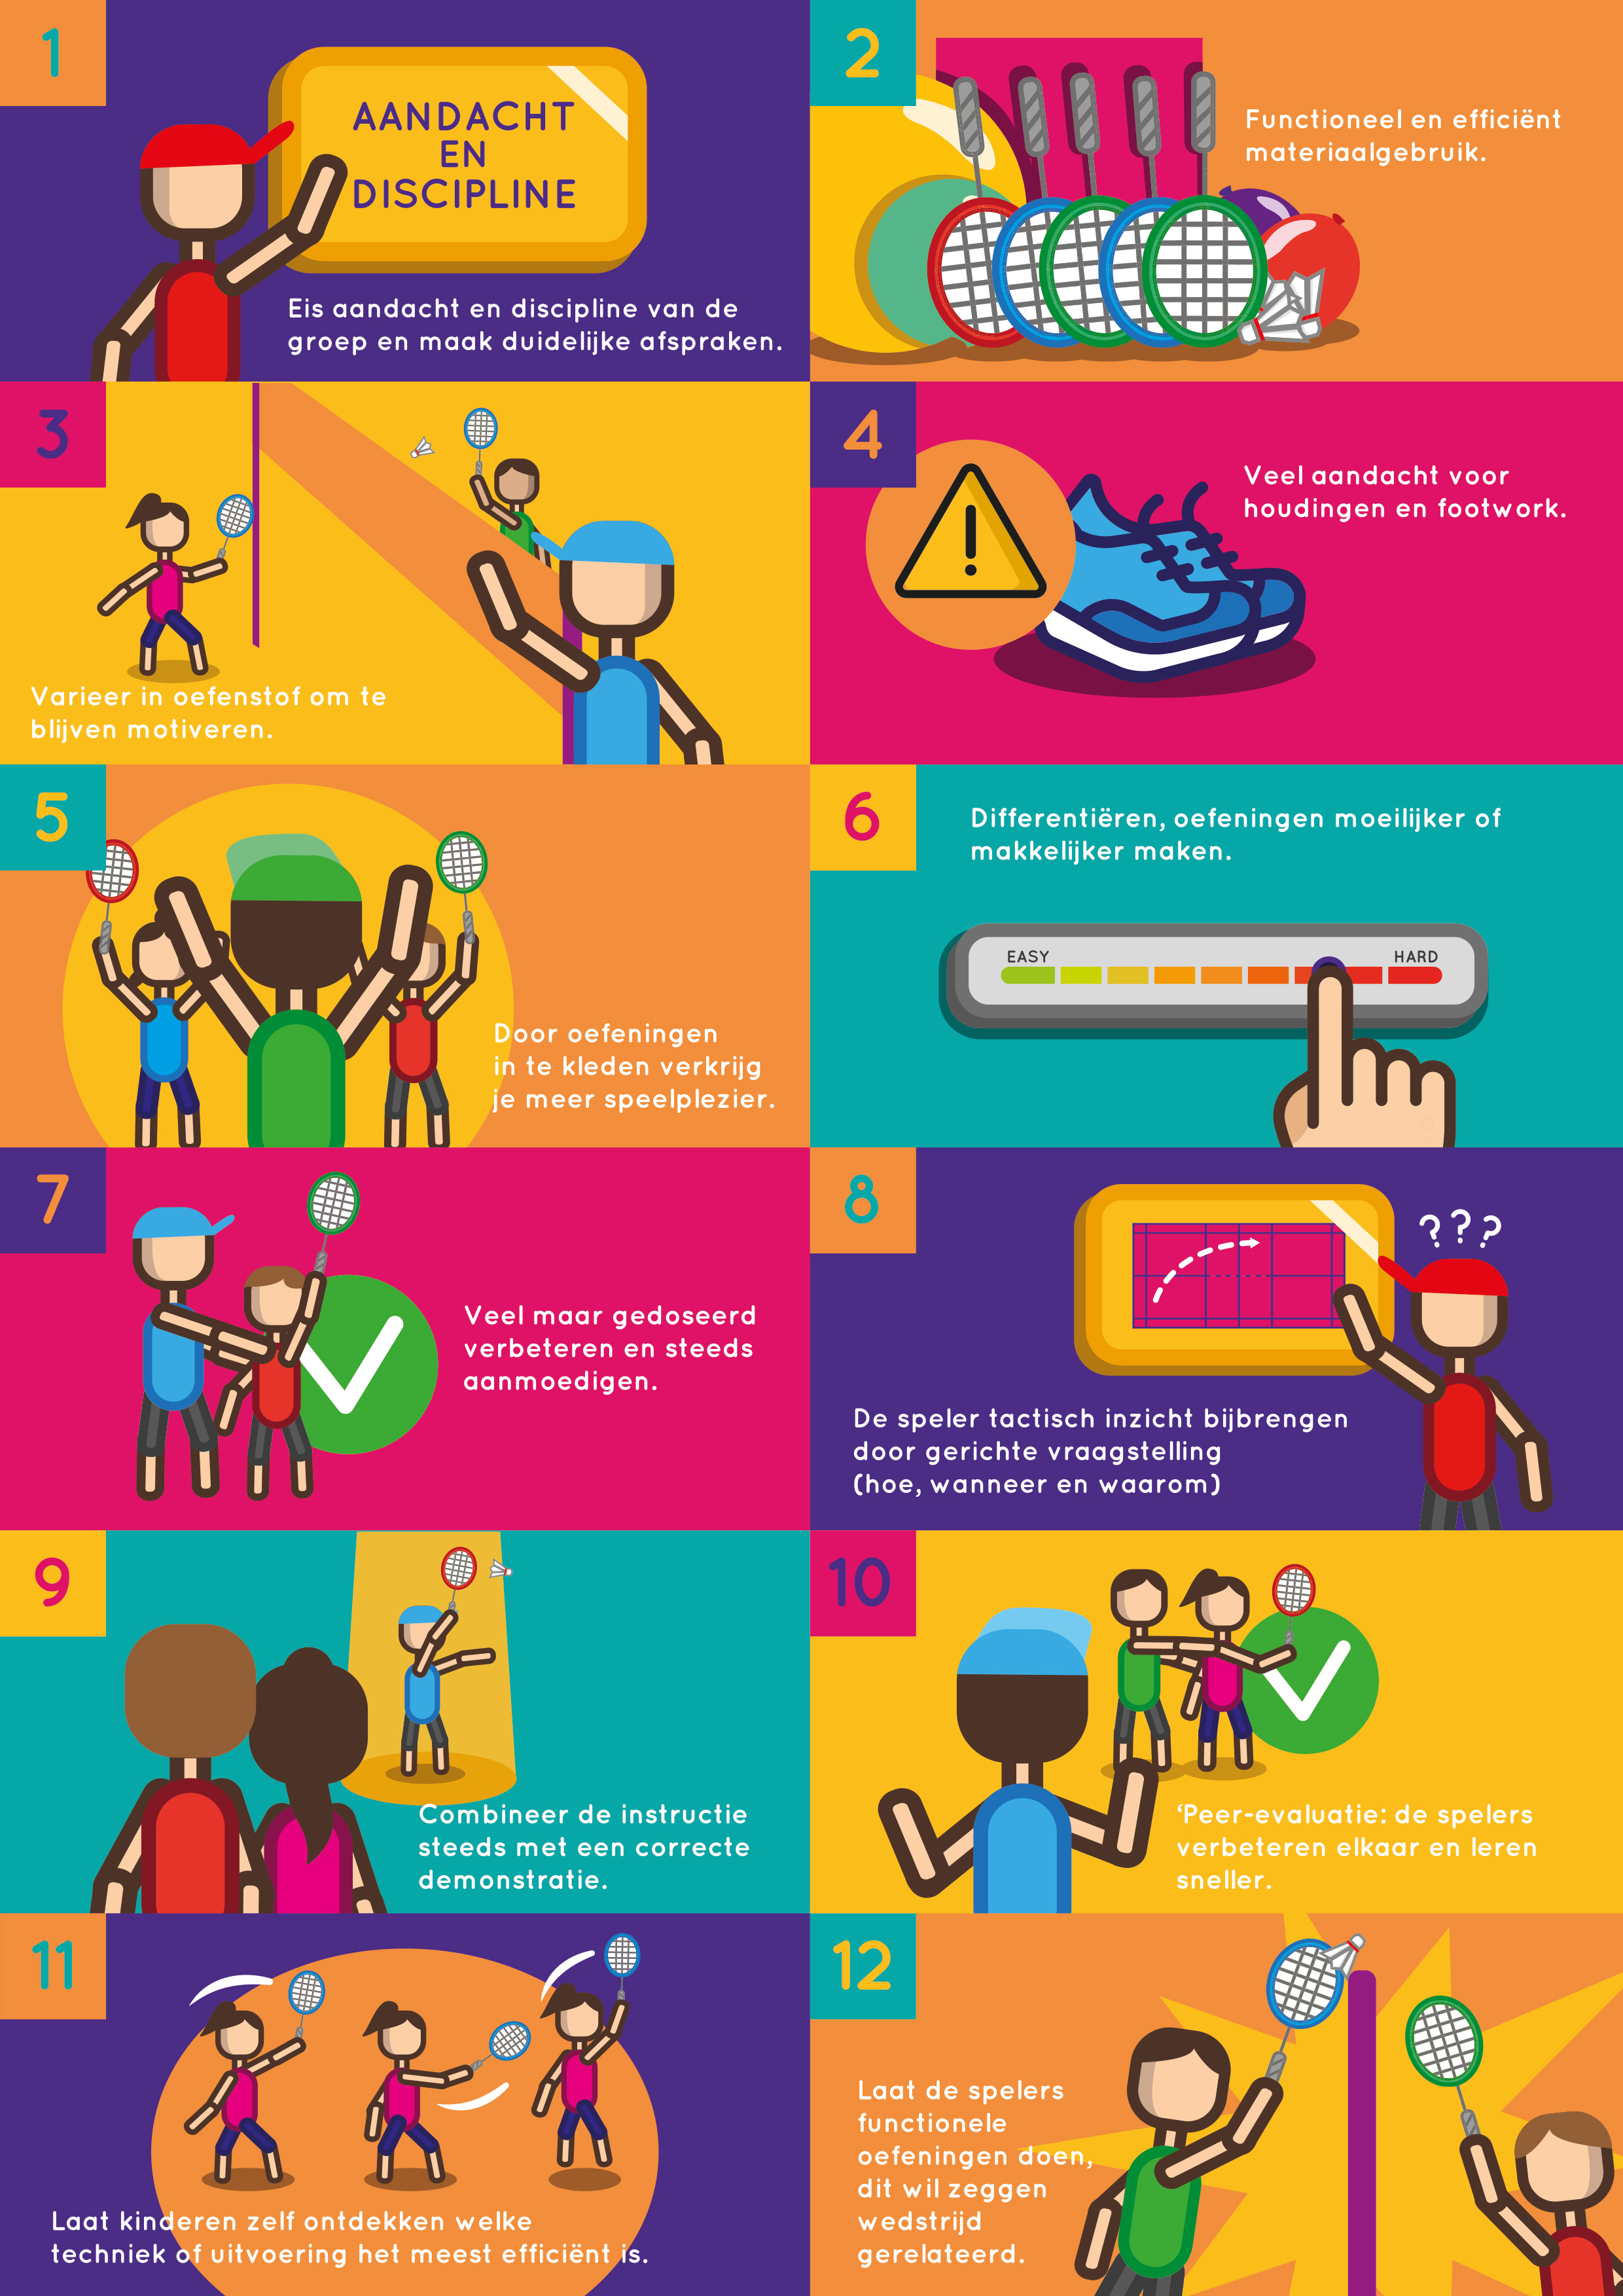 1
AANDACHT
EN
DISCIPLINE
Eis aandacht en discipline van de
groep en maak duidelijke afspraken.
2
Functioneel en efficiënt
materiaalgebruik.
3
Varieer in oefenstof om te
blijven motiveren.
4
Veel aandacht voor
houdingen en footwork.
5
Door oefeningen
in te kleden verkrijg
je meer speelplezier.
6
Differentiëren, oefeningen moeilijker of
makkelijker maken.
EASY HARD
7
Veel maar gedoseerd
verbeteren en steeds
aanmoedigen.
8
???
De speler tactisch inzicht bijbrengen
door gerichte vraagstelling
(hoe, wanneer en waarom)
9
Combineer de instructie
steeds met een correcte
demonstratie.
10
‘Peer-evaluatie: de spelers
verbeteren elkaar en leren
sneller.
11
Laat kinderen zelf ontdekken welke
techniek of uitvoering het meest efficiënt is.
12
Laat de spelers
functionele
oefeningen doen,
dit wil zeggen
wedstrijd
gerelateerd.